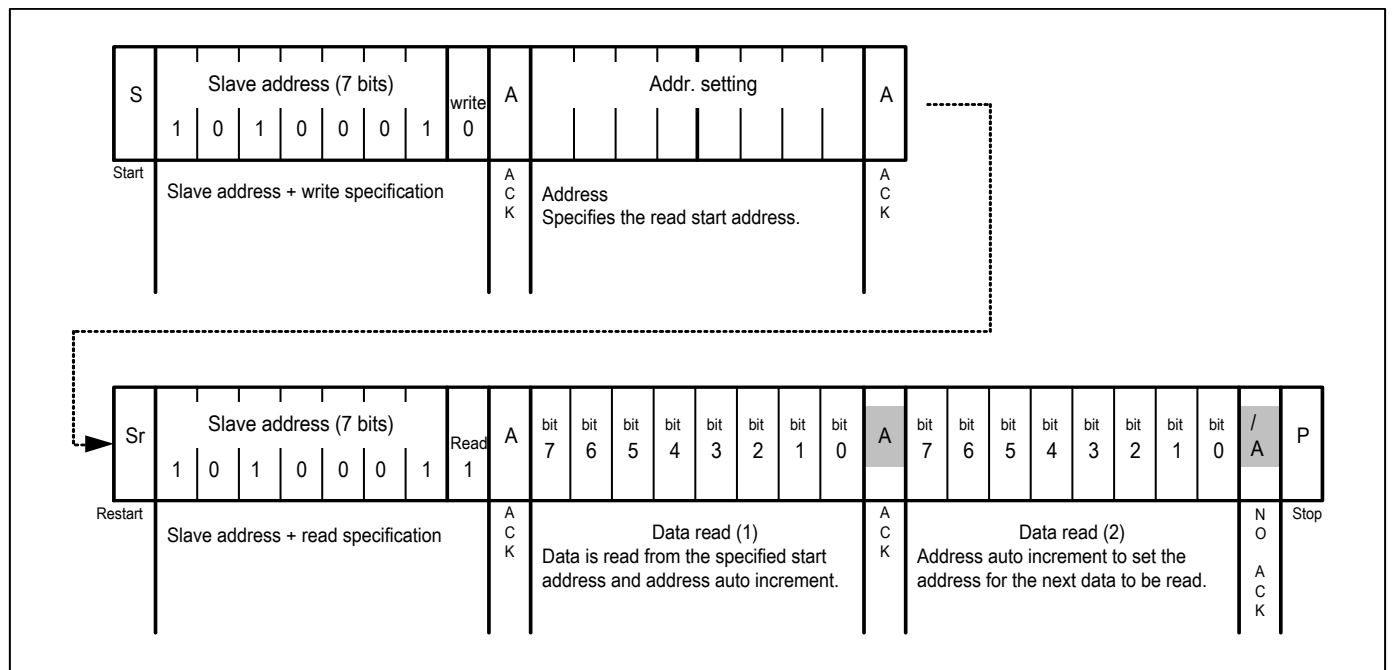 S Slave address (7 bits) write A Addr. setting A
1 0 1 0 0 0 1 0
Start
Slave address + write specification
A
C
K
Address
Specifies the read start address.
A
C
K
Sr Slave address (7 bits) Read A bit bit bit bit bit bit bit bit A bit bit bit bit bit bit bit bit / P
1 0 1 0 0 0 1 1 7 6 5 4 3 2 1 0 7 6 5 4 3 2 1 0 A
Restart
Slave address + read specification
A
C
K
Data read (1)
Data is read from the specified start
address and address auto increment.
A
C
K
Data read (2)
Address auto increment to set the
address for the next data to be read.
N
O
A
C
K
Stop